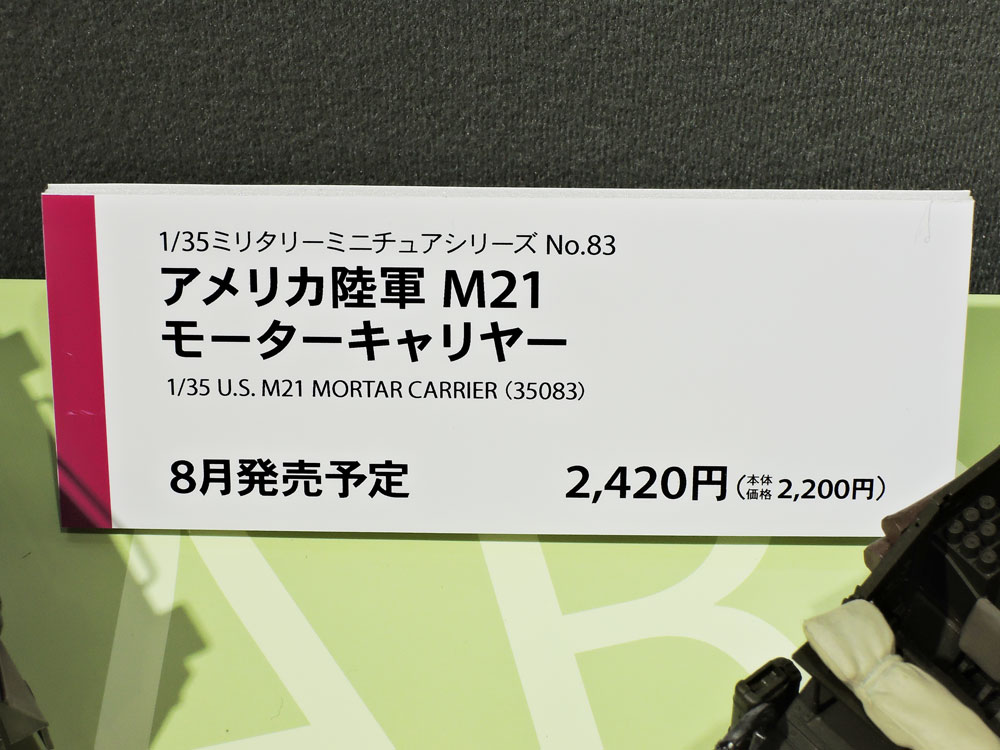 1/35ミリタリーミニチュアシリーズ No.83
アメリカ陸軍 M21
モーターキャリヤー
1/35 U.S. M21 MORTAR CARRIER (35083)
8月発売予定
2,420円(本体価格 2,200円)